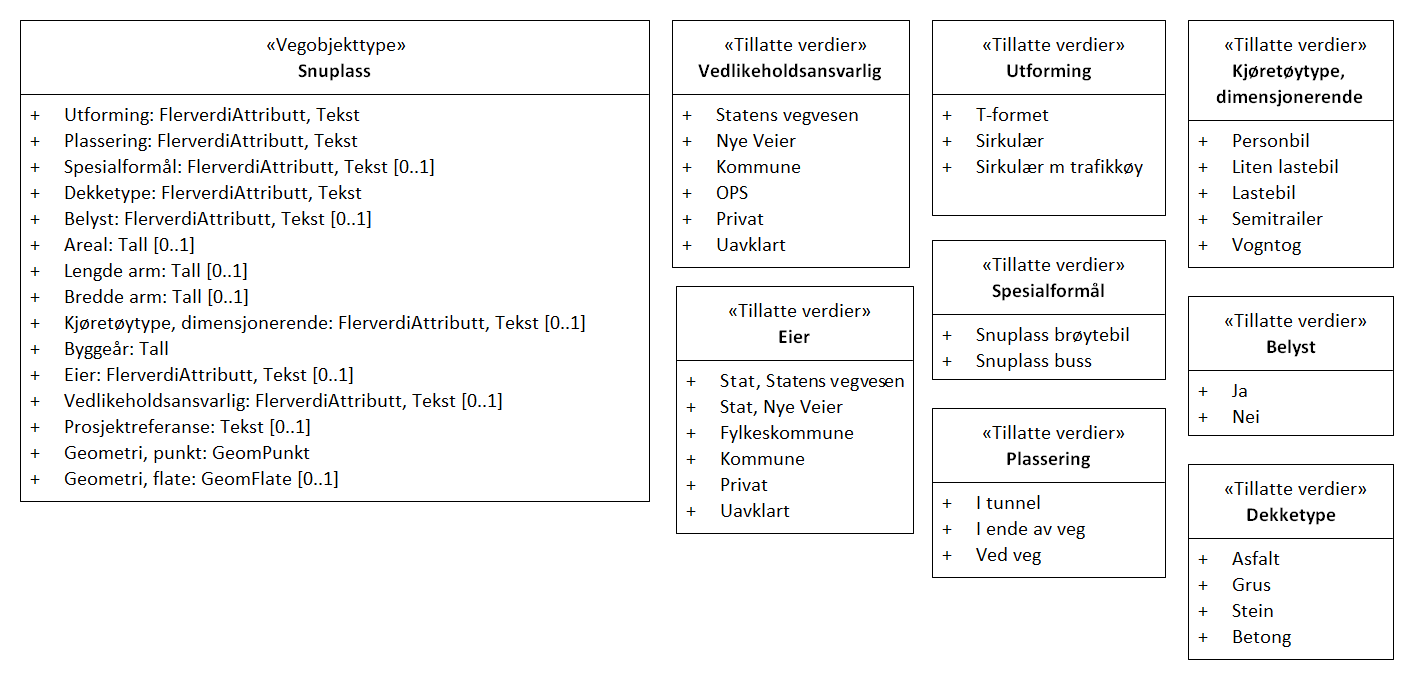 «Vegobjekttype»
Snuplass
+ Utforming: FlerverdiAttributt, Tekst
+ Plassering: FlerverdiAttributt, Tekst
+ Spesialformål: FlerverdiAttributt, Tekst [0..1]
+ Dekketype: FlerverdiAttributt, Tekst
+ Belyst: FlerverdiAttributt, Tekst [0..1]
+ Areal: Tall [0..1]
+ Lengde arm: Tall [0..1]
+ Bredde arm: Tall [0..1]
+ Kjøretøytype, dimensjonerende: FlerverdiAttributt, Tekst [0..1]
+ Byggeår: Tall
+ Eier: FlerverdiAttributt, Tekst [0..1]
+ Vedlikeholdsansvarlig: FlerverdiAttributt, Tekst [0..1]
+ Prosjektreferanse: Tekst [0..1]
+ Geometri, punkt: GeomPunkt
+ Geometri, flate: GeomFlate [0..1]
«Tillatte verdier»
Vedlikeholdsansvarlig
+ Statens vegvesen
+ Nye Veier
+ Kommune
+ OPS
+ Privat
+ Uavklart
«Tillatte verdier»
Eier
+ Stat, Statens vegvesen
+ Stat, Nye Veier
+ Fylkeskommune
+ Kommune
+ Privat
+ Uavklart
«Tillatte verdier»
Utforming
+ T-formet
+ Sirkulær
+ Sirkulær m trafikkøy
«Tillatte verdier»
Spesialformål
+ Snuplass brøytebil
+ Snuplass buss
«Tillatte verdier»
Plassering
+ I tunnel
+ I ende av veg
+ Ved veg
«Tillatte verdier»
Kjøretøytype,
dimensjonerende
+ Personbil
+ Liten lastebil
+ Lastebil
+ Semitrailer
+ Vogntog
«Tillatte verdier»
Belyst
+ Ja
+ Nei
«Tillatte verdier»
Dekketype
+ Asfalt
+ Grus
+ Stein
+ Betong